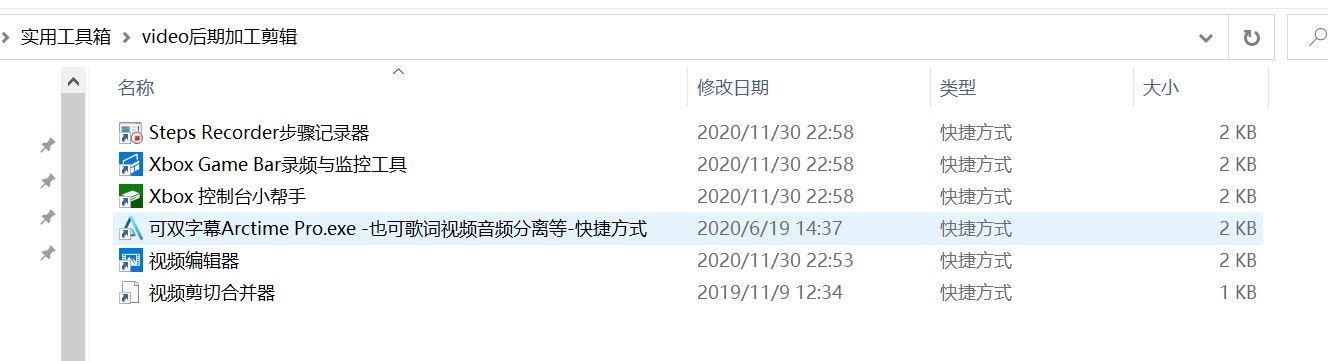 实用工具箱 video后期加工剪辑
名称 修改日期 类型 大小
Steps Recorder步骤记录器 2020/11/30 22:58 快捷方式 2 KB
Xbox Game Bar录频与监控工具 2020/11/30 22:58 快捷方式 2 KB
Xbox 控制台小帮手 2020/11/30 22:58 快捷方式 2 KB
可双字幕Arctime Pro.exe -也可歌词视频音频分离等-快捷方式 2020/6/19 14:37 快捷方式 2 KB
视频编辑器 2020/11/30 22:53 快捷方式 2 KB
视频剪切合并器 2019/11/9 12:34 快捷方式 1 KB